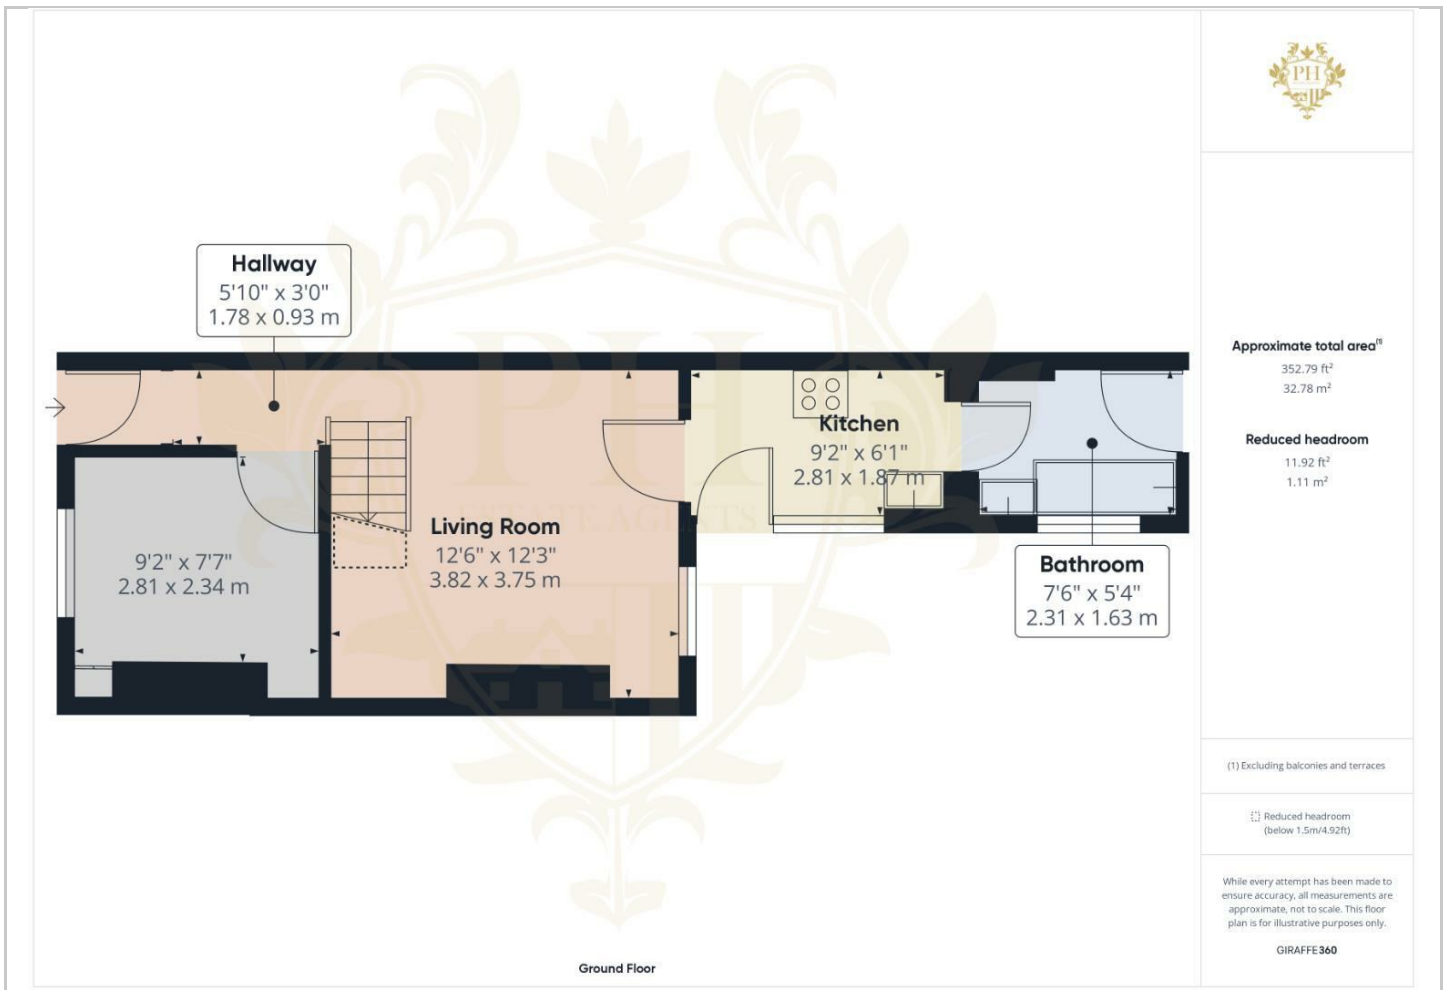 PH
Hallway
5'10" x 3'0"
1.78 x 0.93 m
PH
ESTATE AGENTS
Kitchen
9'2" x 6'1"
2.81 x 1.87 m
Living Room
12'6" x 12'3"
3.82 x 3.75 m
9'2" x 7'7"
2.81 x 2.34 m
Bathroom
7'6" x 5'4"
2.31 x 1.63 m
Ground Floor
Approximate total area⁽¹⁾
352.79 ft²
32.78 m²
Reduced headroom
11.92 ft²
1.11 m²
(1) Excluding balconies and terraces
Reduced headroom
(below 1.5m/4.92ft)
While every attempt has been made to
ensure accuracy, all measurements are
approximate, not to scale. This floor
plan is for illustrative purposes only.
GIRAFFE360